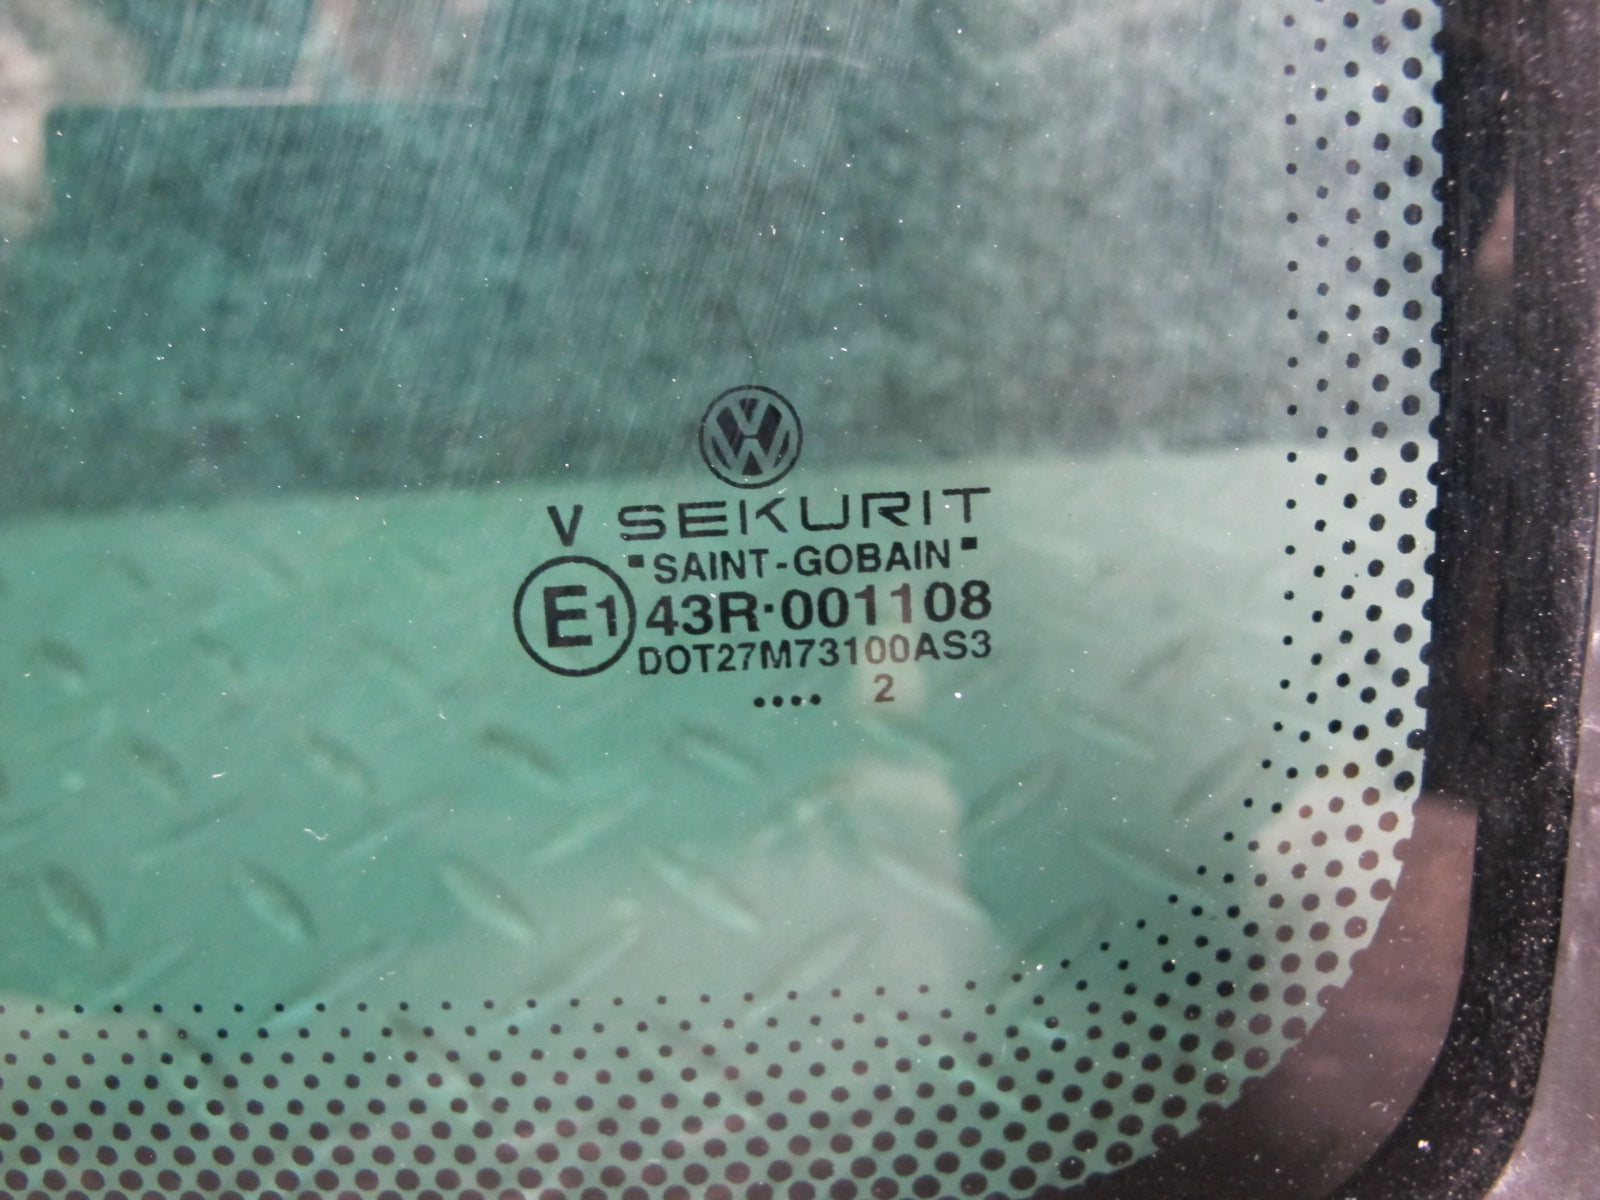 V SEKURIT
"SAINT-GOBAIN"
E1 43R·001108
DOT27M73100AS3
.... 2